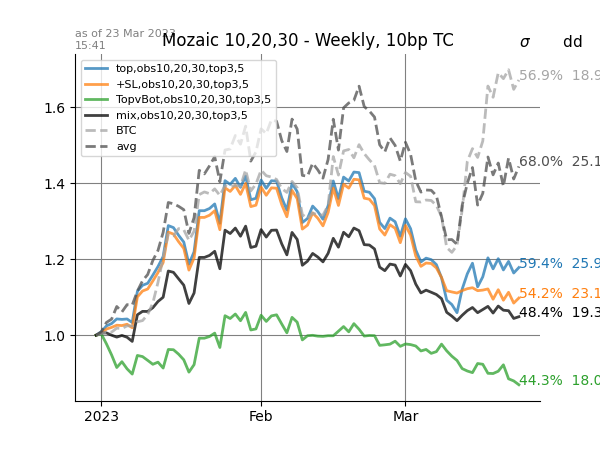 as of 23 Mar 2023
15:41
Mozaic 10,20,30 - Weekly, 10bp TC
σ dd
top,obs10,20,30,top3,5
+SL,obs10,20,30,top3,5
TopvBot,obs10,20,30,top3,5
mix,obs10,20,30,top3,5
BTC
avg
56.9% 18.9
68.0% 25.1
59.4% 25.9
54.2% 23.1
48.4% 19.3
44.3% 18.0
1.6
1.4
1.2
1.0
2023 Feb Mar